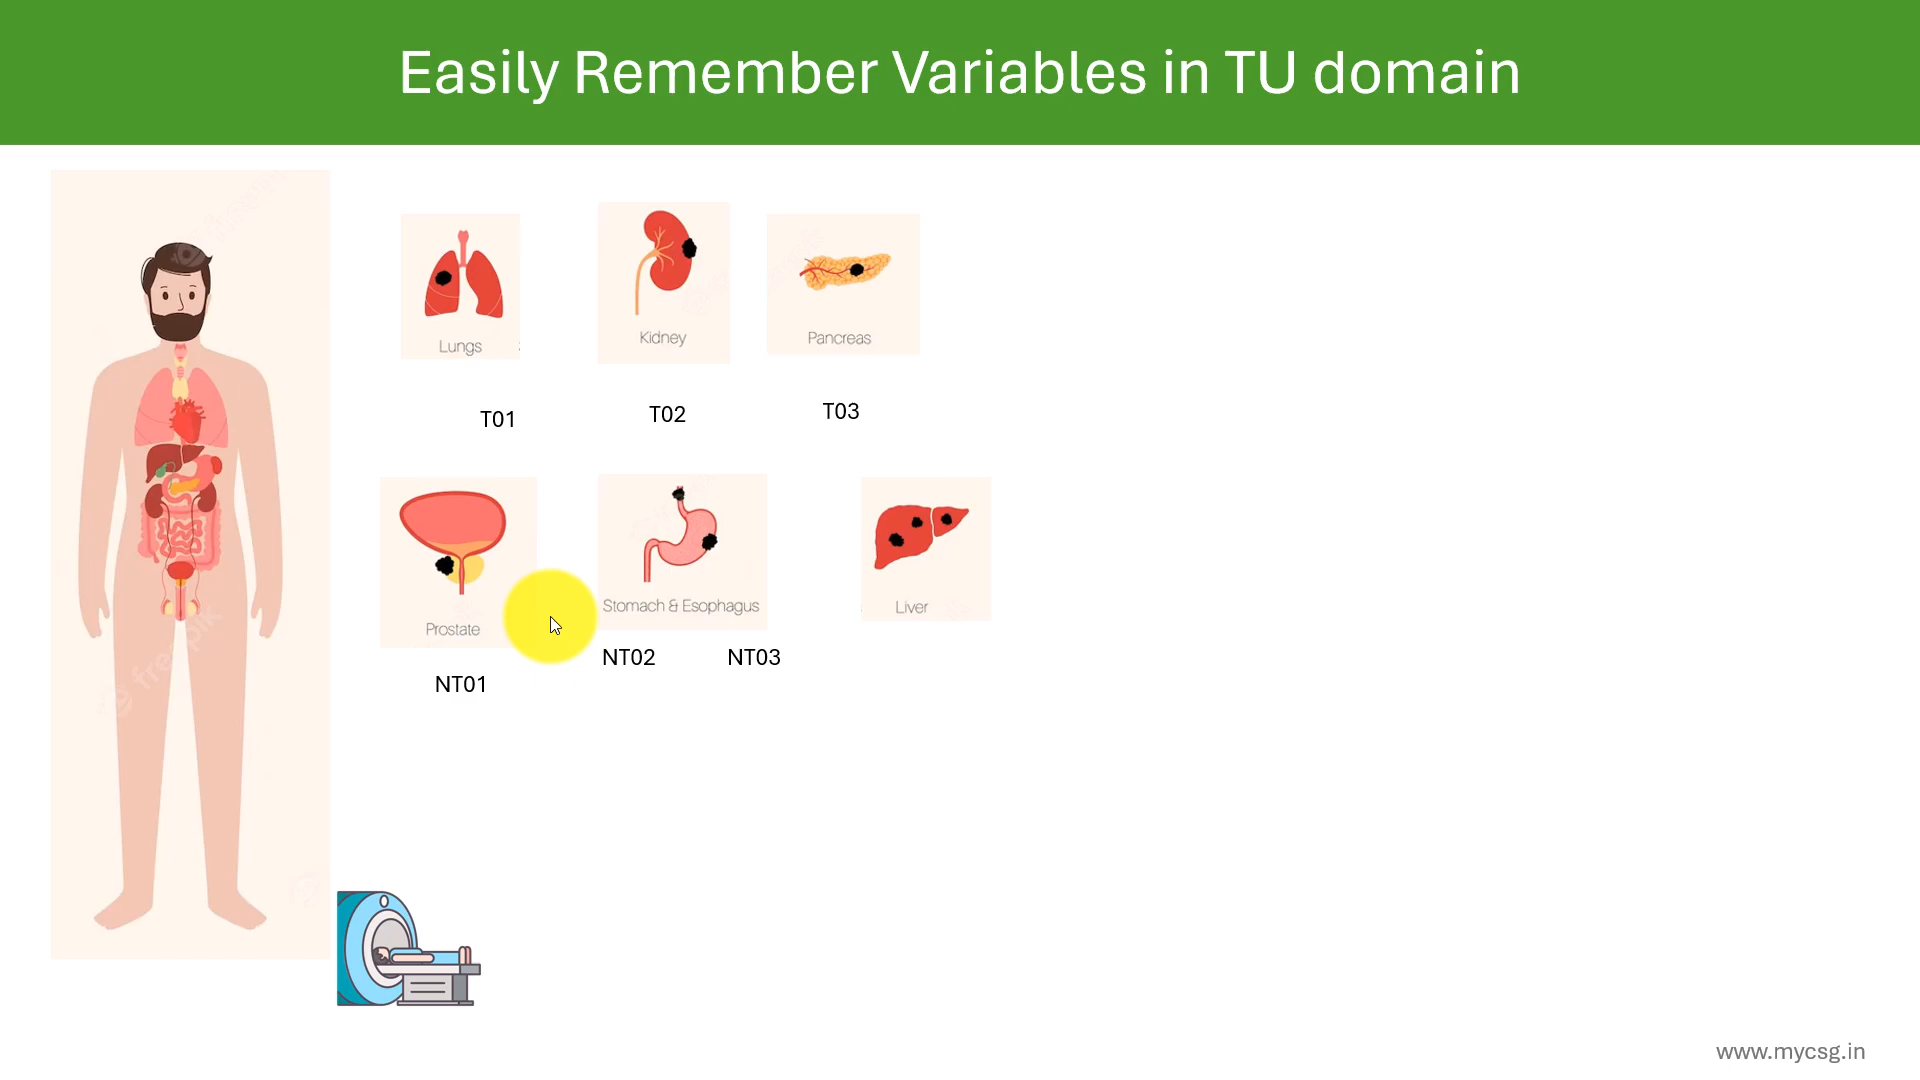 Easily Remember Variables in TU domain
Lungs
Kidney
Pancreas
T01
T02
T03
Prostate
Stomach & Esophagus
Liver
NT01
NT02
NT03
freepik
www.mycsg.in